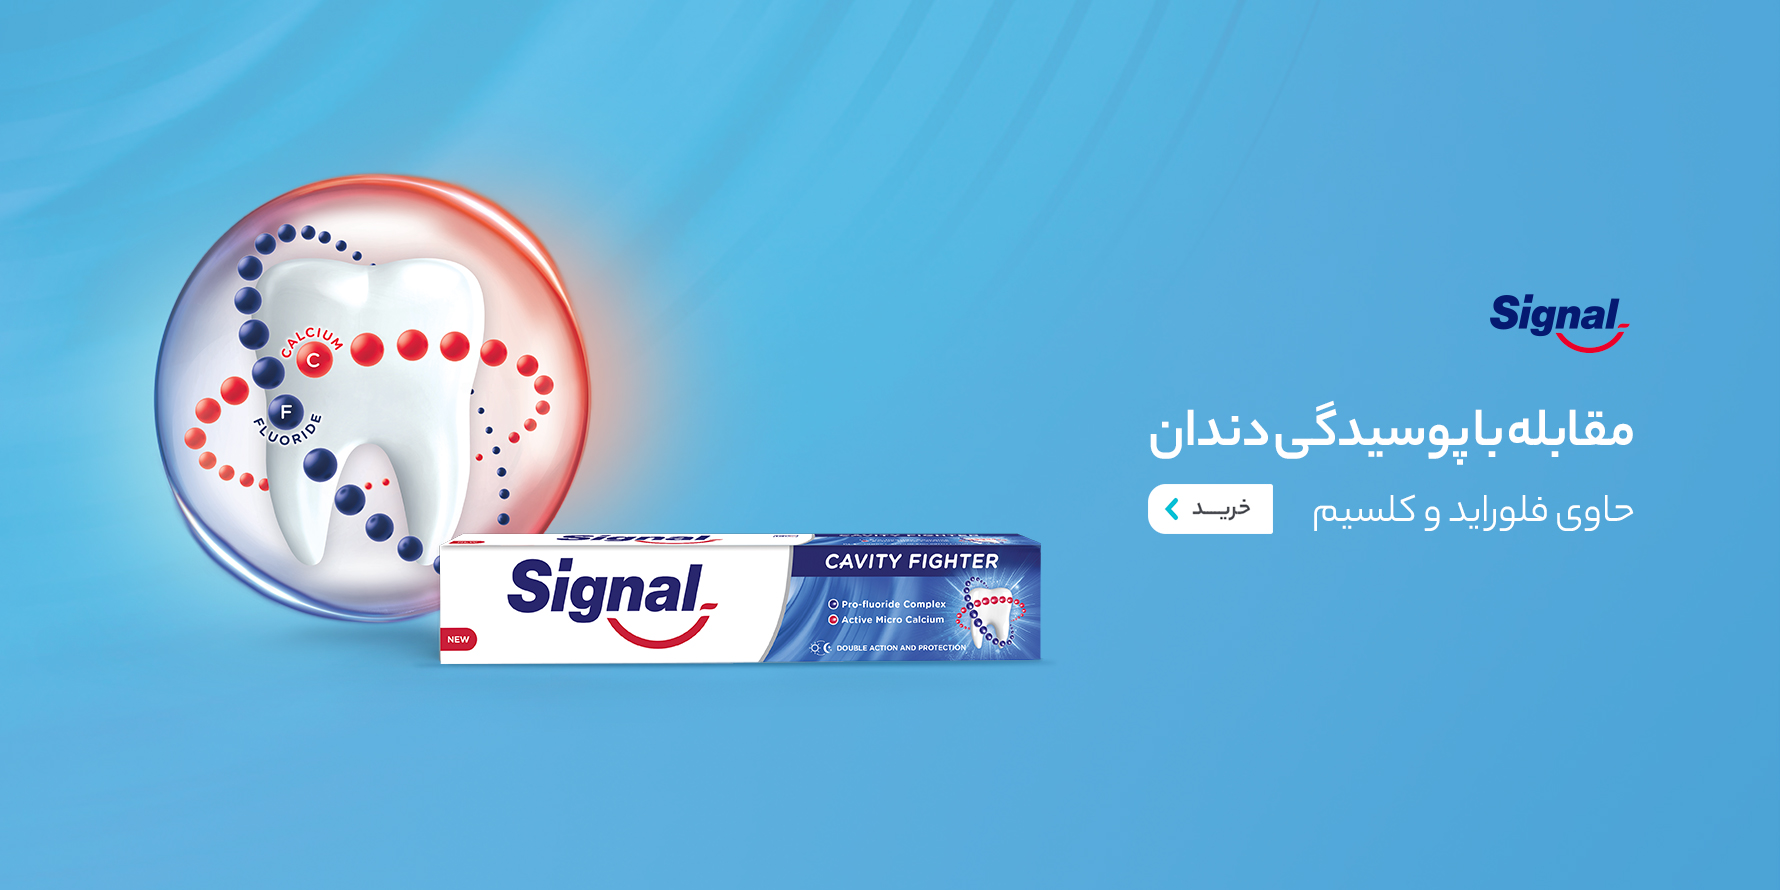 Signal
مقابله با پوسیدگی دندان
حاوی فلوراید و کلسیم
خریـــد
CALCIUM
C
F
FLUORIDE
Signal
CAVITY FIGHTER
Pro-fluoride Complex
Active Micro Calcium
NEW
DOUBLE ACTION AND PROTECTION